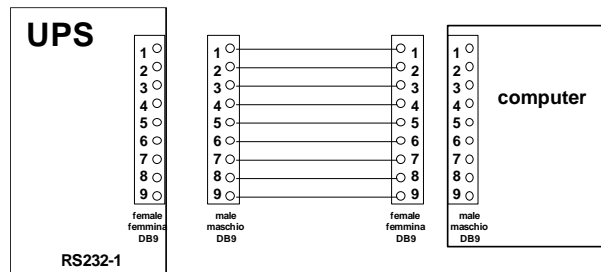 UPS
computer
1 1 1 1
2 2 2 2
3 3 3 3
4 4 4 4
5 5 5 5
6 6 6 6
7 7 7 7
8 8 8 8
9 9 9 9
female male female male
femmina maschio femmina maschio
DB9 DB9 DB9 DB9
RS232-1